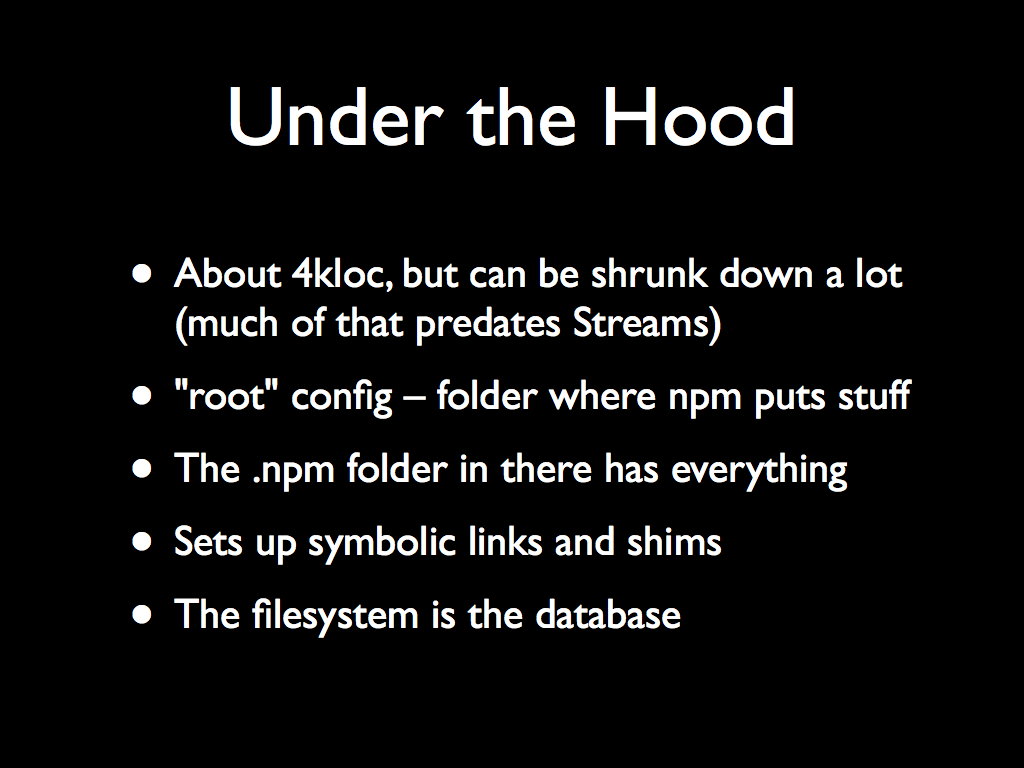 Under the Hood
• About 4kloc, but can be shrunk down a lot
(much of that predates Streams)
• "root" config – folder where npm puts stuff
• The .npm folder in there has everything
• Sets up symbolic links and shims
• The filesystem is the database